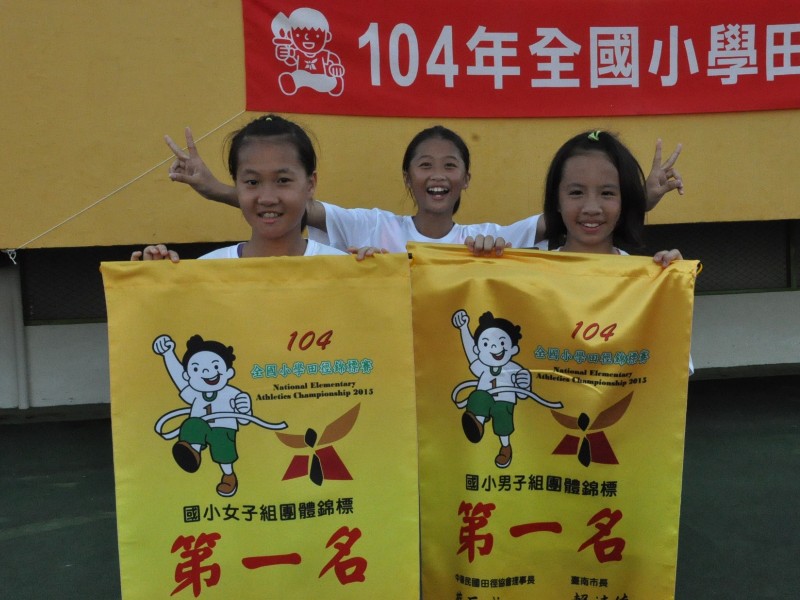 104年全國小學田
104
全國小學田徑錦標賽
National Elementary
Athletics Championship 2015
國小女子組團體錦標
第一名
104
全國小學田徑錦標賽
National Elementary
Athletics Championship 2015
國小男子組團體錦標
第一名
中華民國田徑協會理事長
臺南市長